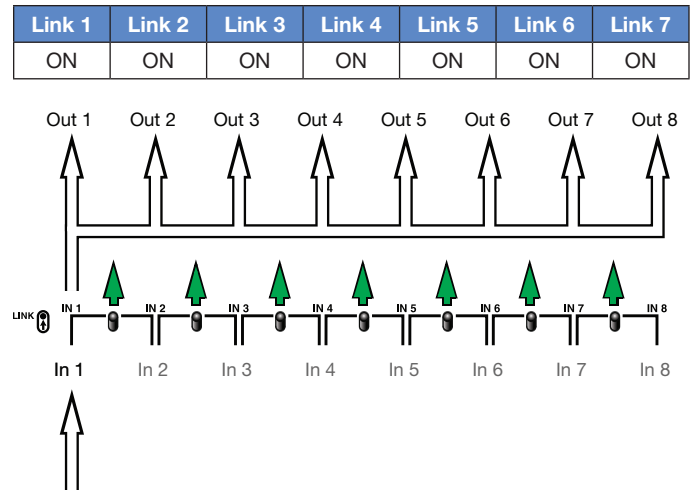 Link 1 Link 2 Link 3 Link 4 Link 5 Link 6 Link 7
ON ON ON ON ON ON ON
Out 1 Out 2 Out 3 Out 4 Out 5 Out 6 Out 7 Out 8
LINK IN 1 IN 2 IN 3 IN 4 IN 5 IN 6 IN 7 IN 8
In 1 In 2 In 3 In 4 In 5 In 6 In 7 In 8